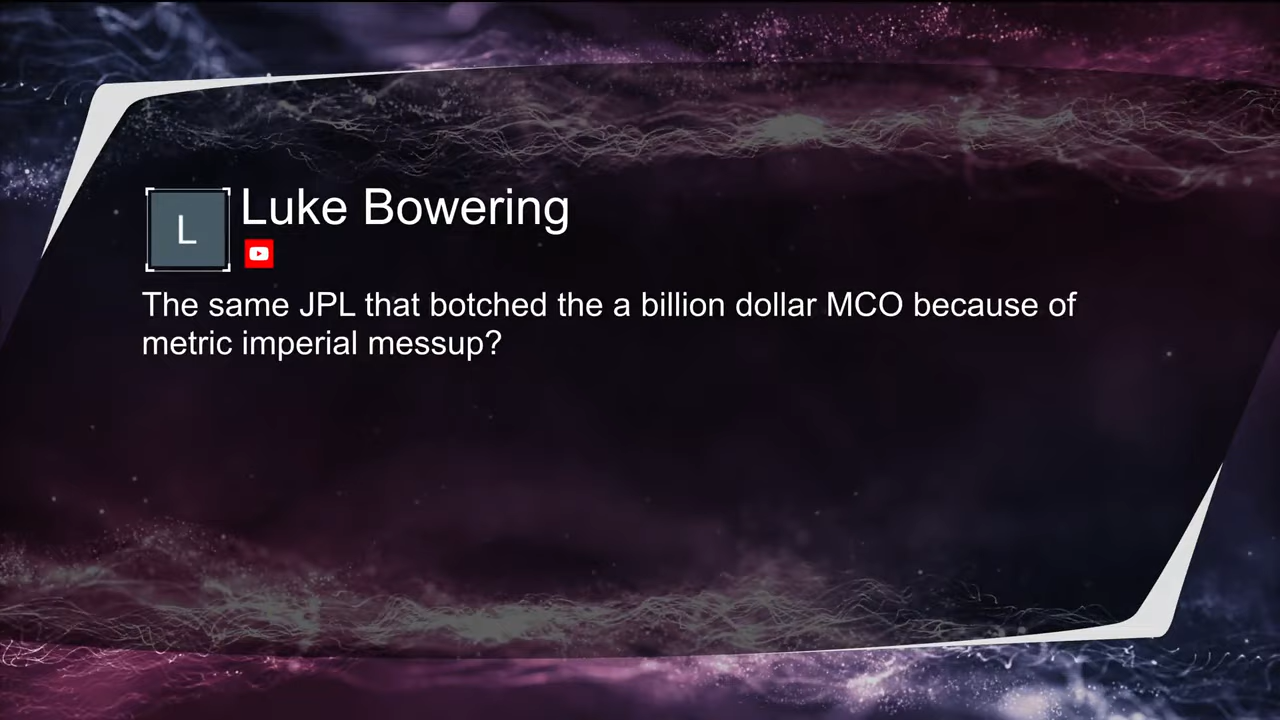 L
Luke Bowering
The same JPL that botched the a billion dollar MCO because of
metric imperial messup?